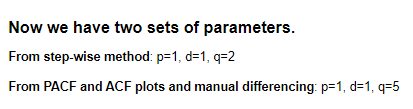 Now we have two sets of parameters.
From step-wise method: p=1, d=1, q=2
From PACF and ACF plots and manual differencing: p=1, d=1, q=5